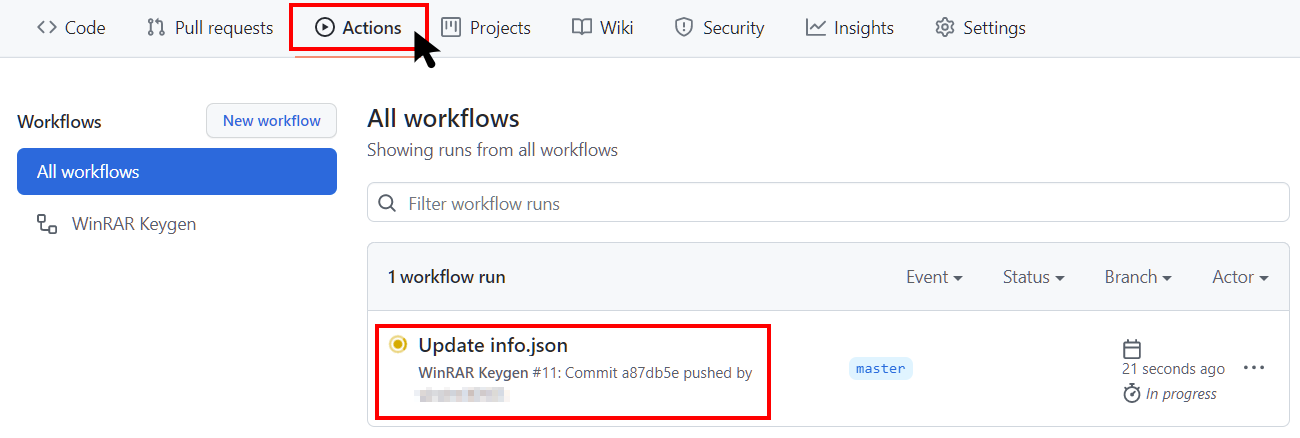 Code Pull requests Actions Projects Wiki Security Insights Settings
Workflows New workflow
All workflows
WinRAR Keygen
All workflows
Showing runs from all workflows
Filter workflow runs
1 workflow run Event Status Branch Actor
Update info.json
WinRAR Keygen #11: Commit a87db5e pushed by
master
21 seconds ago
In progress